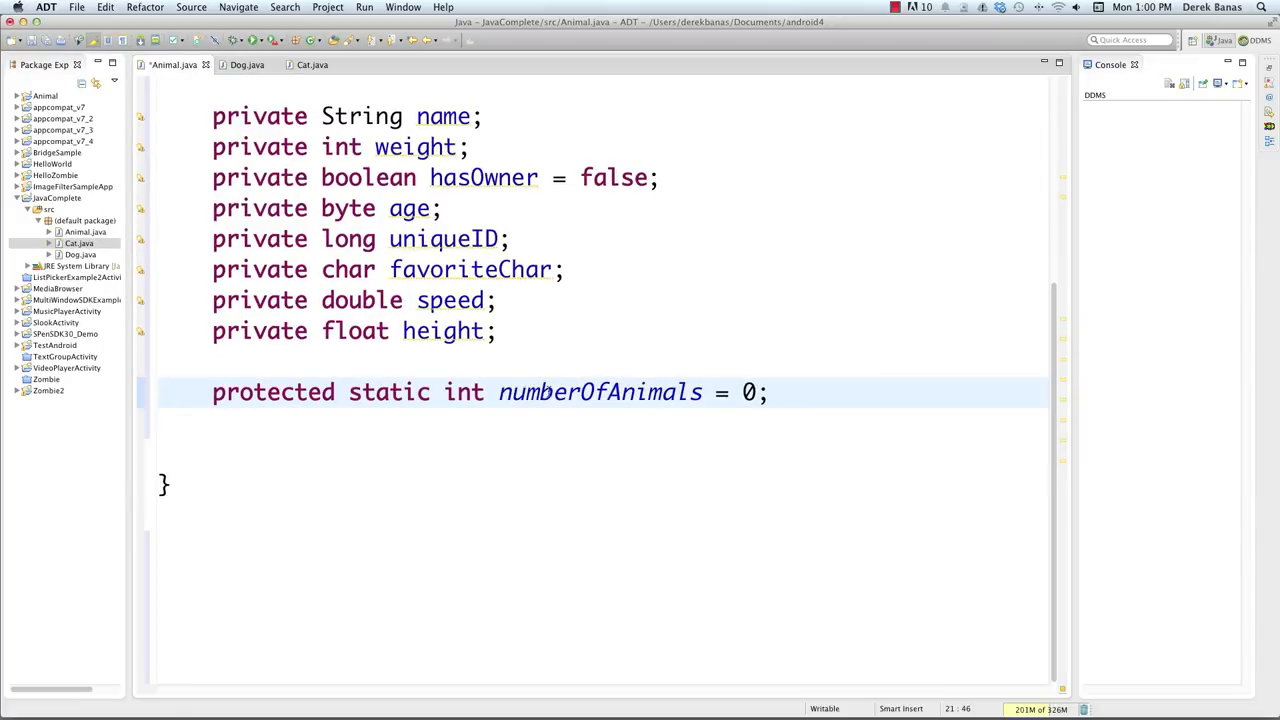 ADT File Edit Refactor Source Navigate Search Project Run Window Help 10 Mon 1:00 PM Derek Banas
Java – JavaComplete/src/Animal.java – ADT – /Users/derekbanas/Documents/android4
Quick Access Java DDMS
Package Exp
*Animal.java Dog.java Cat.java
Console
DDMS
Animal
appcompat_v7
appcompat_v7_2
appcompat_v7_3
appcompat_v7_4
BridgeSample
HelloWorld
HelloZombie
ImageFilterSampleApp
JavaComplete
src
(default package)
Animal.java
Cat.java
Dog.java
JRE System Library [Ja
ListPickerExample2Activi
MediaBrowser
MultiWindowSDKExample
MusicPlayerActivity
SlookActivity
SPenSDK30_Demo
TestAndroid
TextGroupActivity
VideoPlayerActivity
Zombie
Zombie2
private String name;
private int weight;
private boolean hasOwner = false;
private byte age;
private long uniqueID;
private char favoriteChar;
private double speed;
private float height;
protected static int numberOfAnimals = 0;
}
Writable Smart Insert 21 : 46 201M of 326M